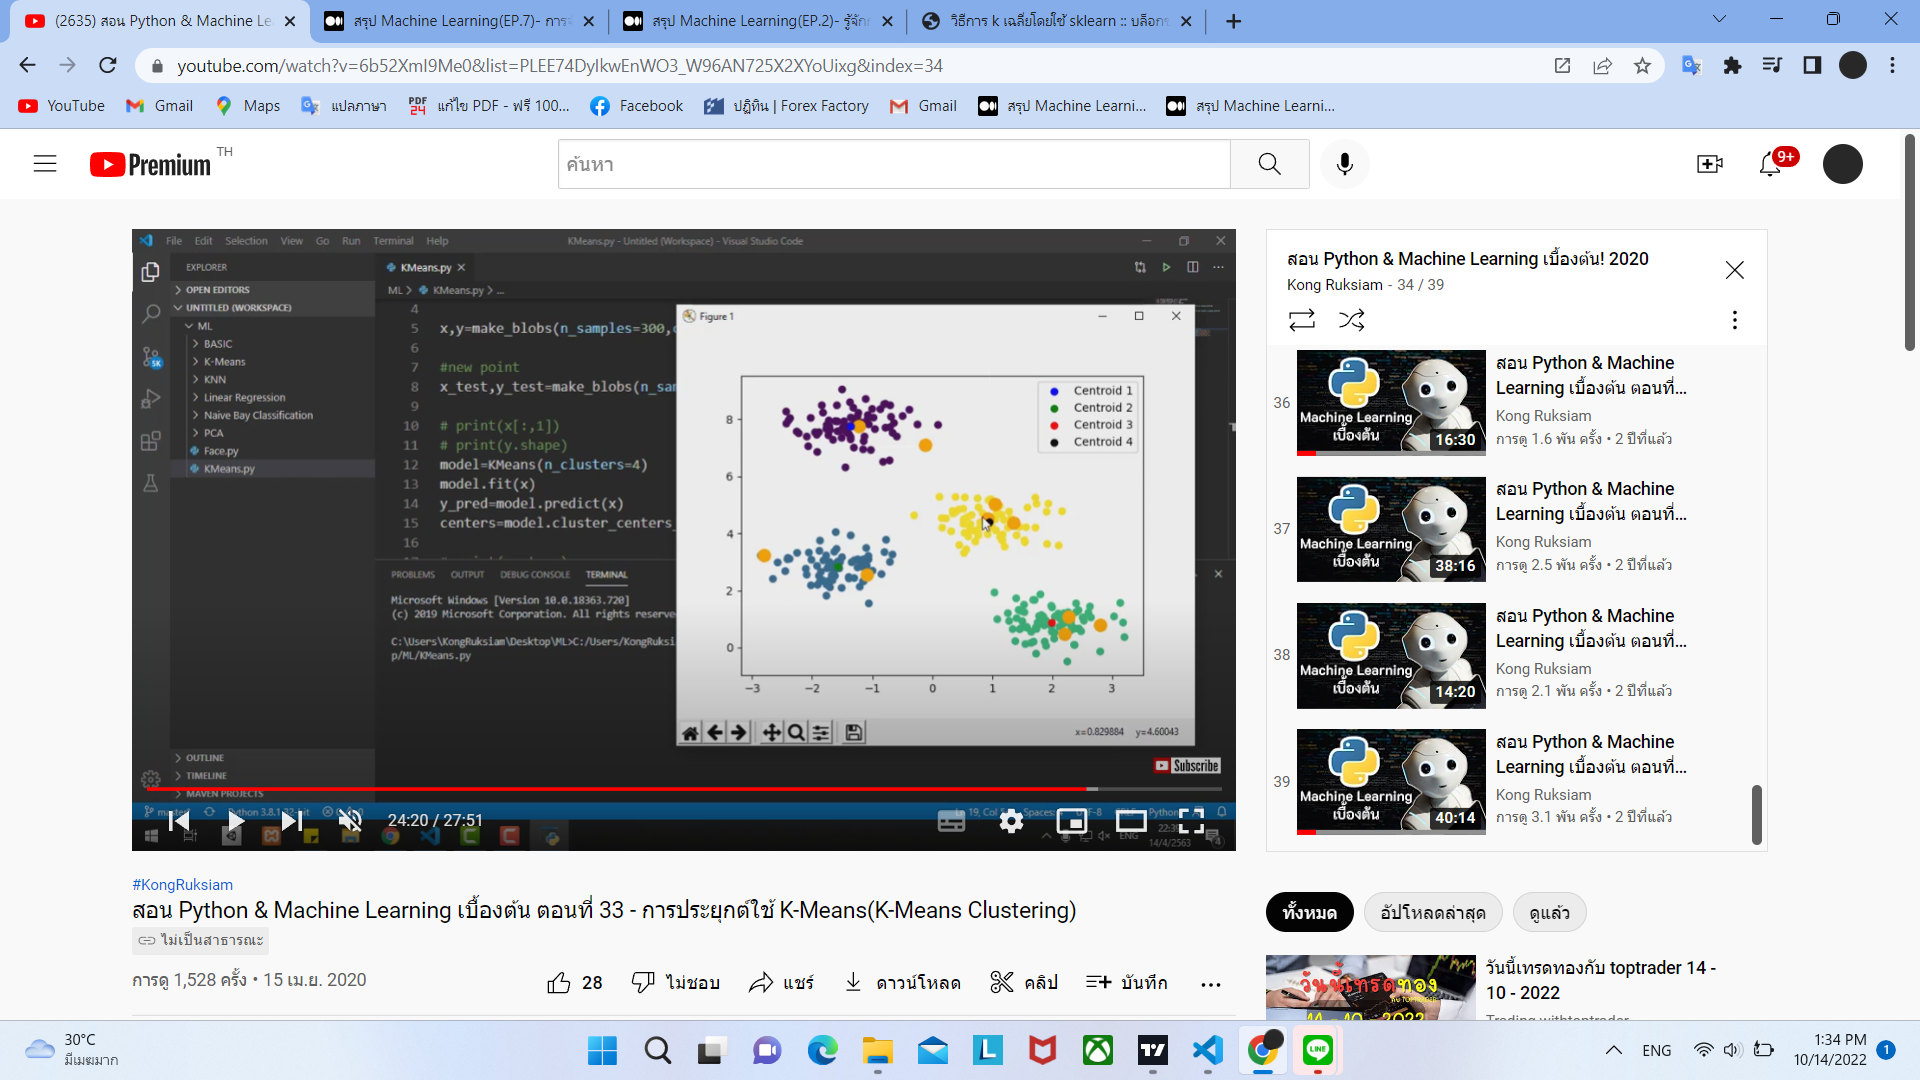 (2635) สอน Python & Machine Le
สรุป Machine Learning(EP.7)- การจ
สรุป Machine Learning(EP.2)- รู้จัก
วิธีการ k เฉลี่ยโดยใช้ sklearn :: บล็อก
youtube.com/watch?v=6b52XmI9Me0&list=PLEE74DyIkwEnWO3_W96AN725X2XYoUixg&index=34
YouTube
Gmail
Maps
แปลภาษา
แก้ไข PDF - ฟรี 100...
Facebook
ปฏิทิน | Forex Factory
Gmail
สรุป Machine Learni...
สรุป Machine Learni...
Premium TH
ค้นหา
9+
File Edit Selection View Go Run Terminal Help
KMeans.py - Untitled (Workspace) - Visual Studio Code
EXPLORER
OPEN EDITORS
UNTITLED (WORKSPACE)
ML
BASIC
K-Means
KNN
Linear Regression
Naive Bay Classification
PCA
Face.py
KMeans.py
OUTLINE
TIMELINE
MAVEN PROJECTS
KMeans.py
ML > KMeans.py > ...
4
5 x,y=make_blobs(n_samples=300,c
6
7 #new point
8 x_test,y_test=make_blobs(n_sam
9
10 # print(x[:,1])
11 # print(y.shape)
12 model=KMeans(n_clusters=4)
13 model.fit(x)
14 y_pred=model.predict(x)
15 centers=model.cluster_centers_
16
PROBLEMS OUTPUT DEBUG CONSOLE TERMINAL
Microsoft Windows [Version 10.0.18363.720]
(c) 2019 Microsoft Corporation. All rights reserve
C:\Users\KongRuksiam\Desktop\ML>C:/Users/KongRuksi
p/ML/KMeans.py
Figure 1
Centroid 1
Centroid 2
Centroid 3
Centroid 4
8
6
4
2
0
−3 −2 −1 0 1 2 3
x=0.829884 y=4.60043
Subscribe
24:20 / 27:51
ENG
14/4/2563
สอน Python & Machine Learning เบื้องต้น! 2020
Kong Ruksiam - 34 / 39
36
Machine Learning
เบื้องต้น
16:30
สอน Python & Machine
Learning เบื้องต้น ตอนที่...
Kong Ruksiam
การดู 1.6 พัน ครั้ง • 2 ปีที่แล้ว
37
Machine Learning
เบื้องต้น
38:16
สอน Python & Machine
Learning เบื้องต้น ตอนที่...
Kong Ruksiam
การดู 2.5 พัน ครั้ง • 2 ปีที่แล้ว
38
Machine Learning
เบื้องต้น
14:20
สอน Python & Machine
Learning เบื้องต้น ตอนที่...
Kong Ruksiam
การดู 2.1 พัน ครั้ง • 2 ปีที่แล้ว
39
Machine Learning
เบื้องต้น
40:14
สอน Python & Machine
Learning เบื้องต้น ตอนที่...
Kong Ruksiam
การดู 3.1 พัน ครั้ง • 2 ปีที่แล้ว
#KongRuksiam
สอน Python & Machine Learning เบื้องต้น ตอนที่ 33 - การประยุกต์ใช้ K-Means(K-Means Clustering)
ไม่เป็นสาธารณะ
การดู 1,528 ครั้ง • 15 เม.ย. 2020
28
ไม่ชอบ
แชร์
ดาวน์โหลด
คลิป
บันทึก
ทั้งหมด
อัปโหลดล่าสุด
ดูแล้ว
วันนี้เทรดทอง
วันนี้เทรดทองกับ toptrader 14 -
10 - 2022
Trading withtoptrader
30°C
มีเมฆมาก
ENG
1:34 PM
10/14/2022
1